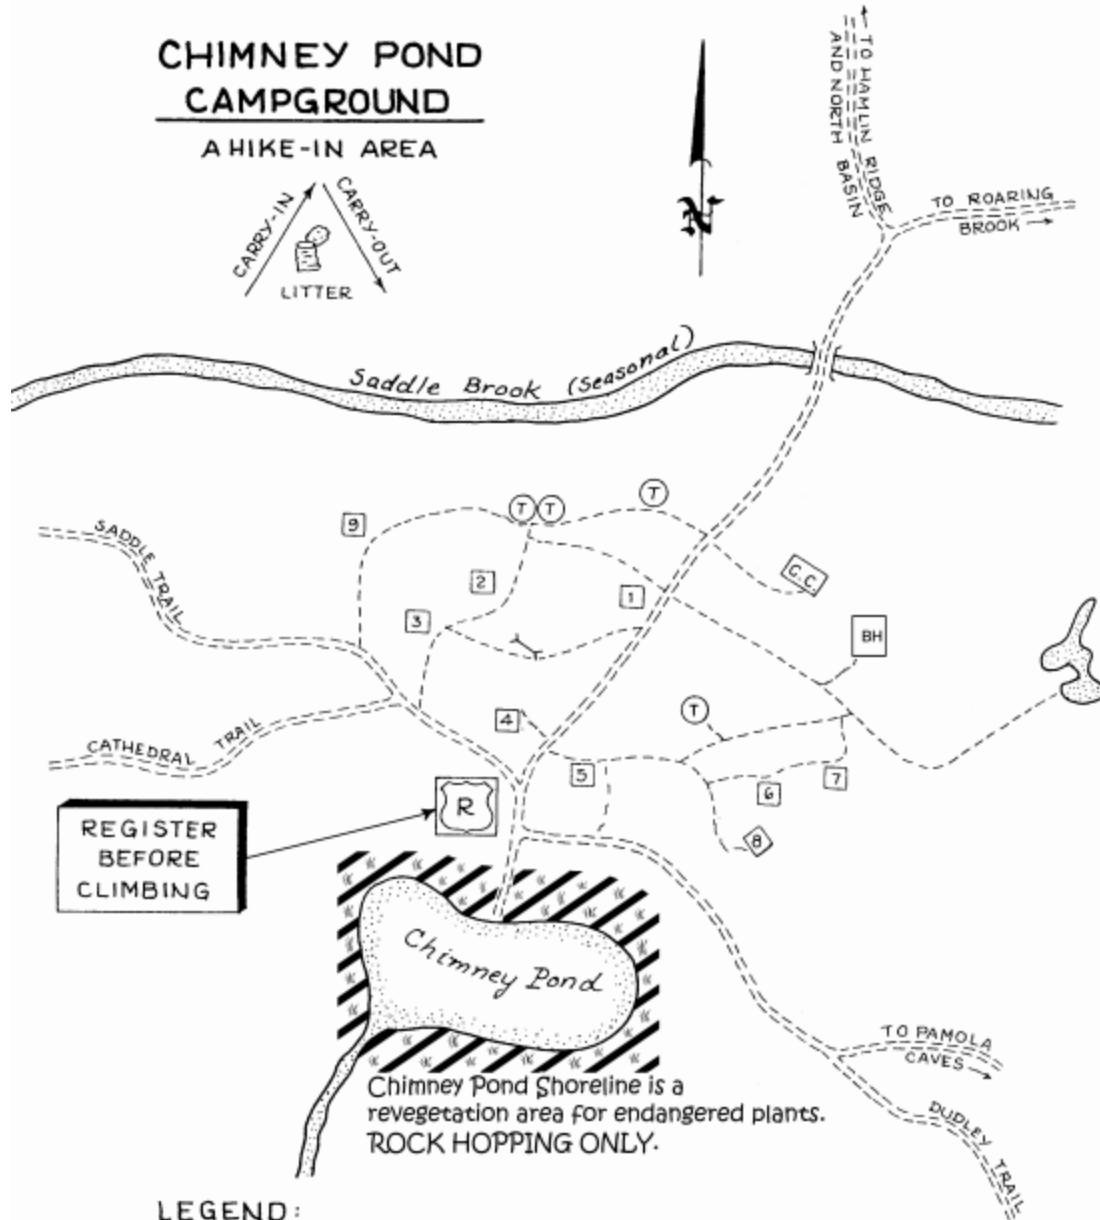 CHIMNEY POND
CAMPGROUND
A HIKE-IN AREA
CARRY-IN
CARRY-OUT
LITTER
N
TO HAMLIN RIDGE
AND NORTH BASIN
TO ROARING
BROOK
Saddle Brook (Seasonal)
T
T
T
9
SADDLE TRAIL
2
1
G.C.
3
BH
4
T
CATHEDRAL TRAIL
5
7
6
R
8
REGISTER
BEFORE
CLIMBING
Chimney Pond
TO PAMOLA
CAVES
DUDLEY TRAIL
Chimney Pond Shoreline is a
revegetation area for endangered plants.
ROCK HOPPING ONLY.
LEGEND: